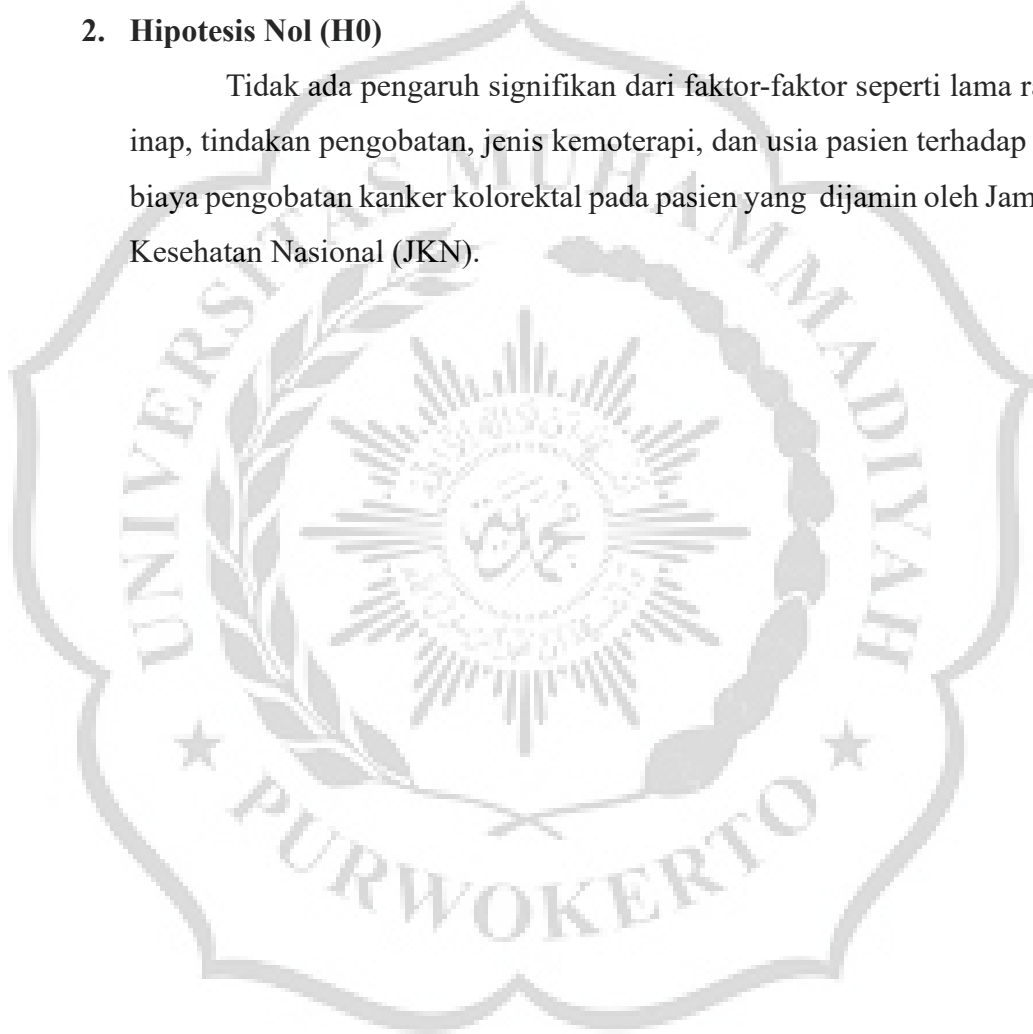 2. Hipotesis Nol (H0)
Tidak ada pengaruh signifikan dari faktor-faktor seperti lama
inap, tindakan pengobatan, jenis kemoterapi, dan usia pasien terhadap
biaya pengobatan kanker kolorektal pada pasien yang dijamin oleh
Kesehatan Nasional (JKN).
UNIVERSITAS MUHAMMADIYAH
PURWOKERTO